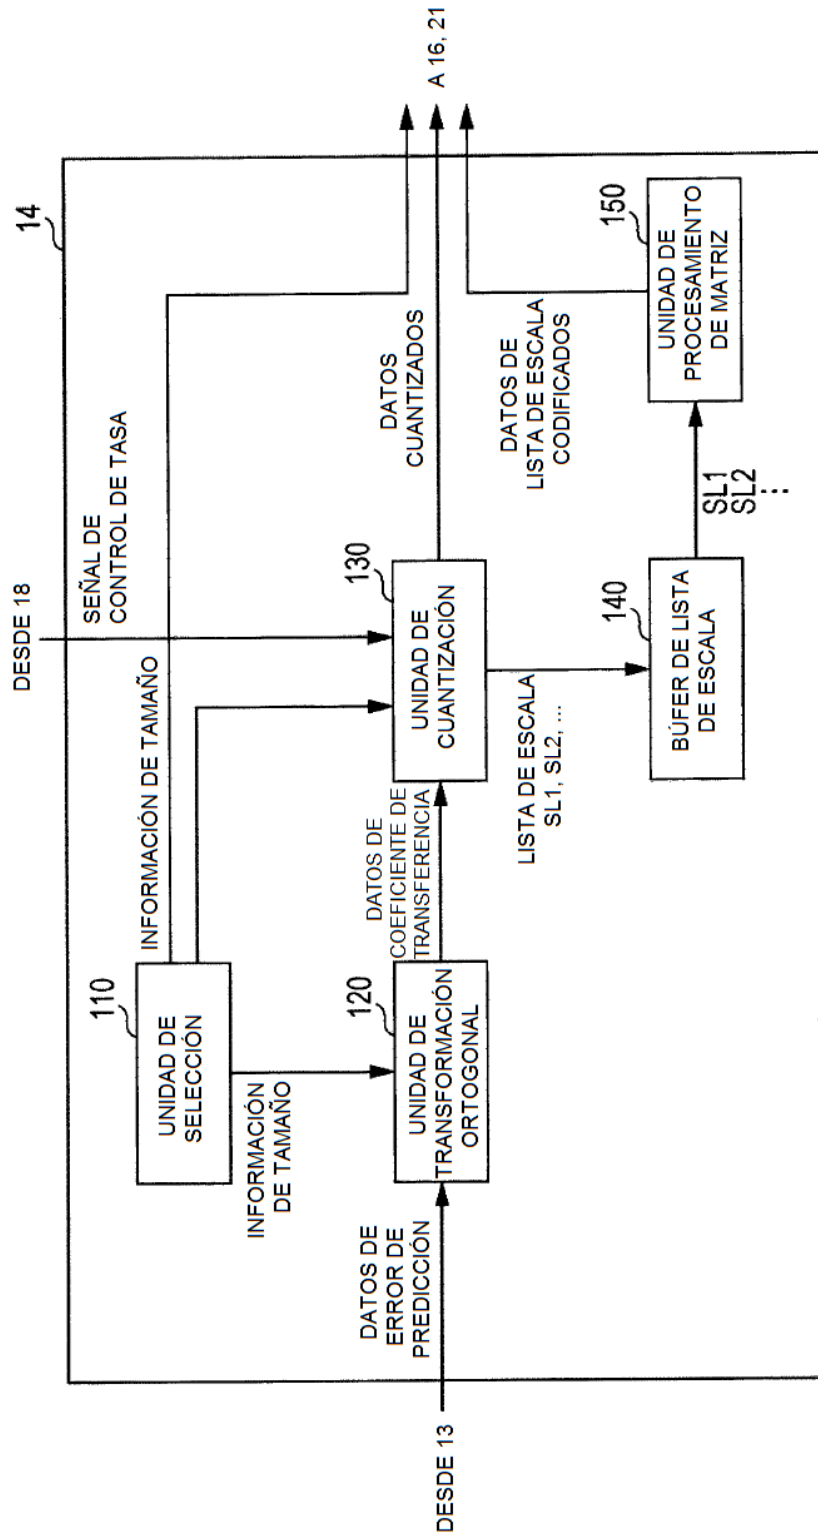 14
DESDE 18
SEÑAL DE
CONTROL DE TASA
INFORMACIÓN DE TAMAÑO
110
UNIDAD DE
SELECCIÓN
INFORMACIÓN
DE TAMAÑO
DESDE 13
DATOS DE
ERROR DE
PREDICCIÓN
120
UNIDAD DE
TRANSFORMACIÓN
ORTOGONAL
DATOS DE
COEFICIENTE DE
TRANSFERENCIA
130
UNIDAD DE
CUANTIZACIÓN
DATOS
CUANTIZADOS
A 16, 21
LISTA DE ESCALA
SL1, SL2, ...
140
BÚFER DE LISTA
DE ESCALA
SL1
SL2
⋮
150
UNIDAD DE
PROCESAMIENTO
DE MATRIZ
DATOS DE
LISTA DE ESCALA
CODIFICADOS